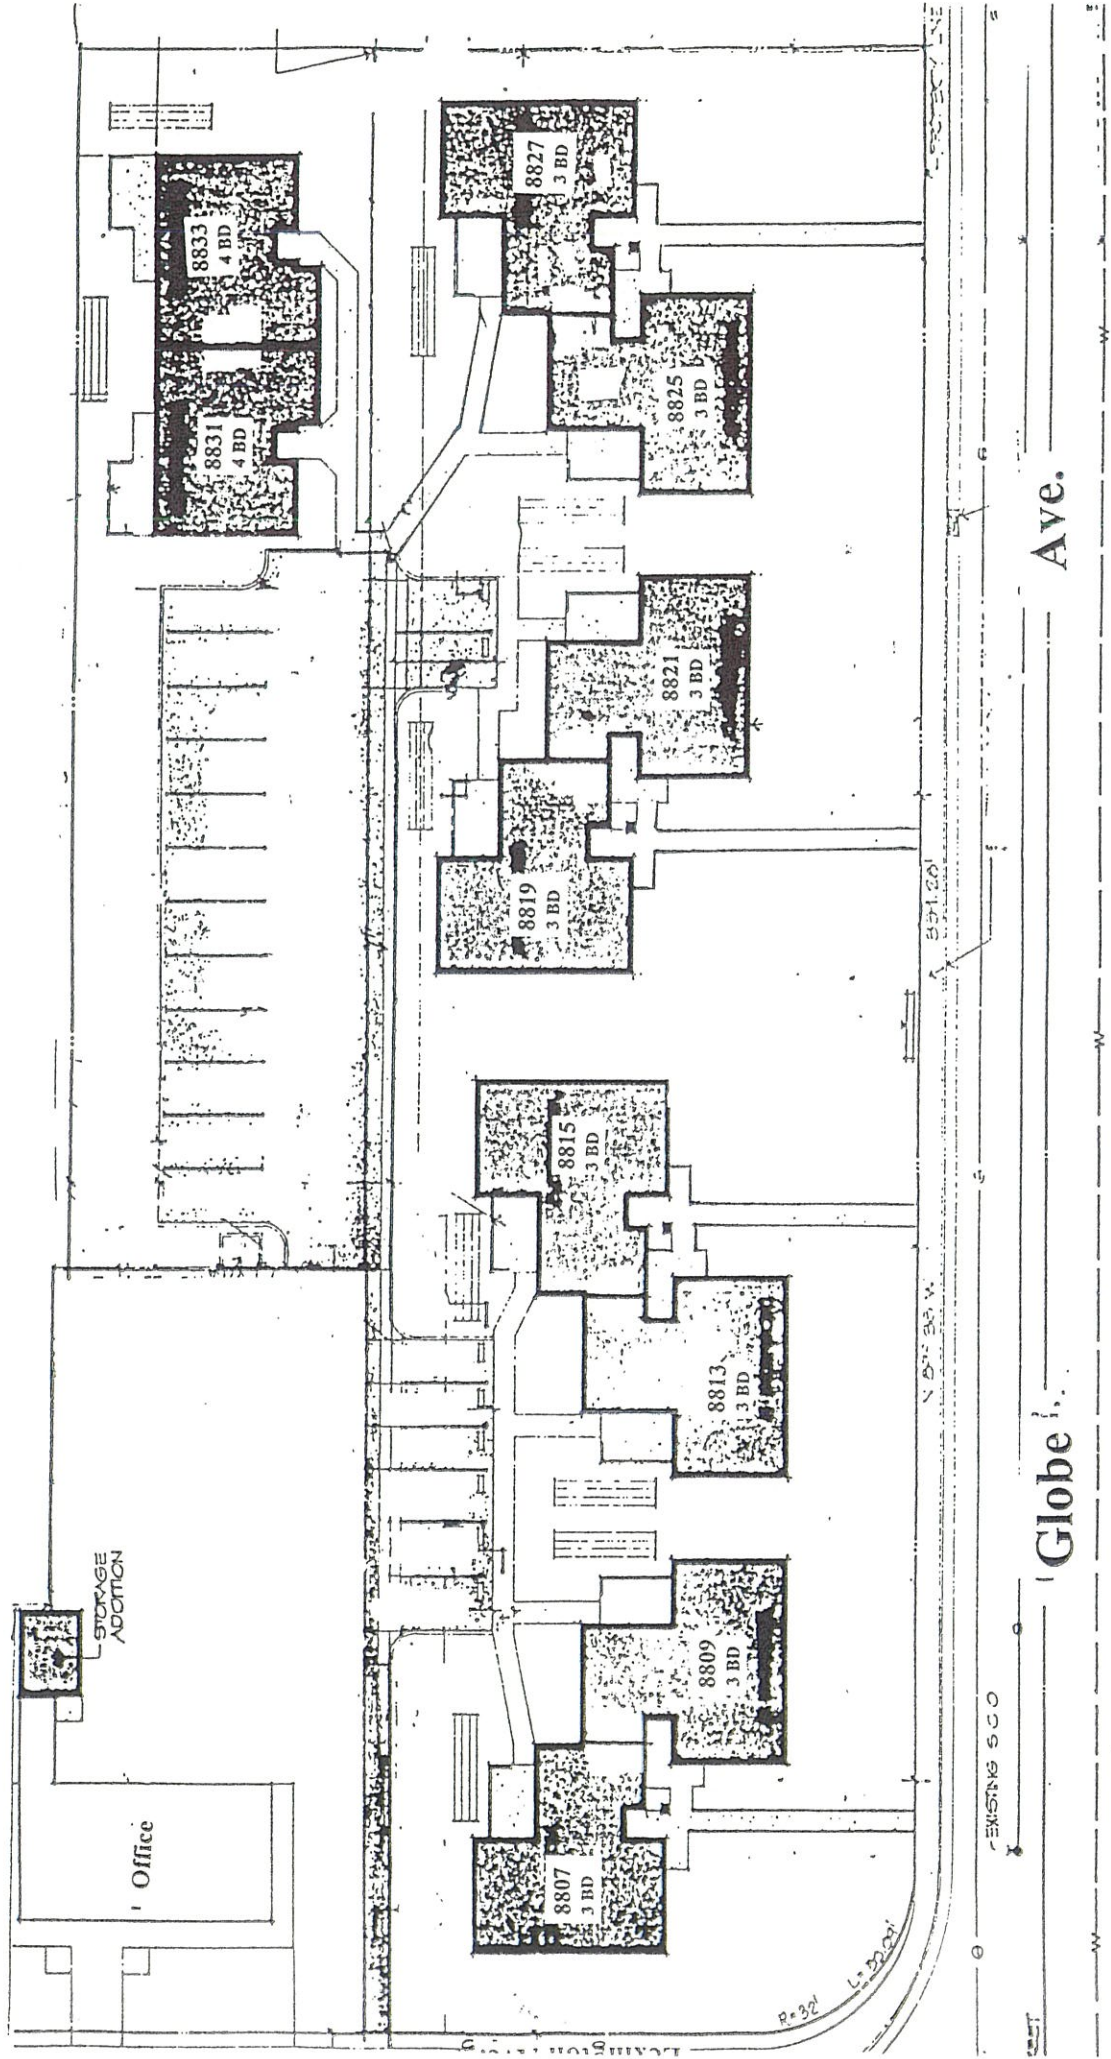 8833
4 BD
8831
4 BD
8827
3 BD
8825
3 BD
8821
3 BD
8819
3 BD
8815
3 BD
8813
3 BD
8809
3 BD
8807
3 BD
Office
STORAGE
ADDITION
R=32'
EXISTING SCO
Globe
Ave.
W
W
W